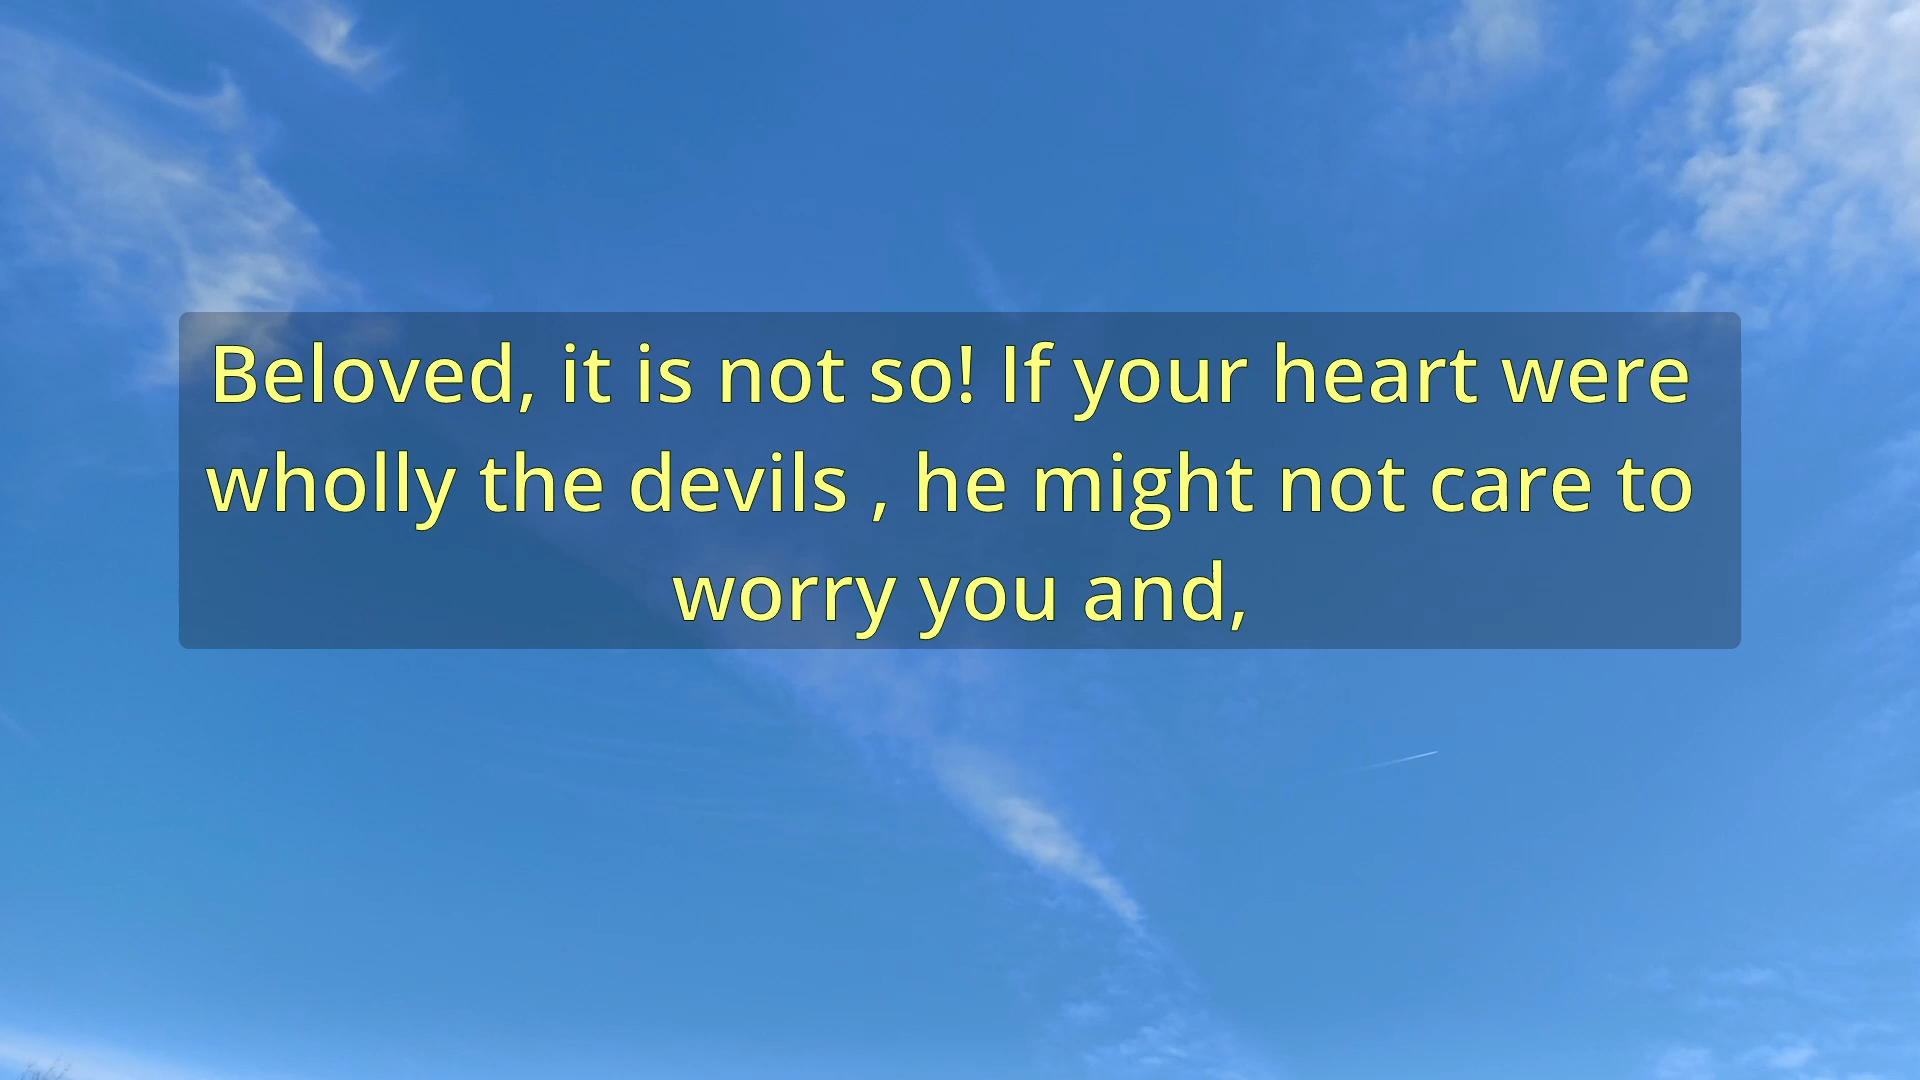 Beloved, it is not so! If your heart were
wholly the devils , he might not care to
worry you and,